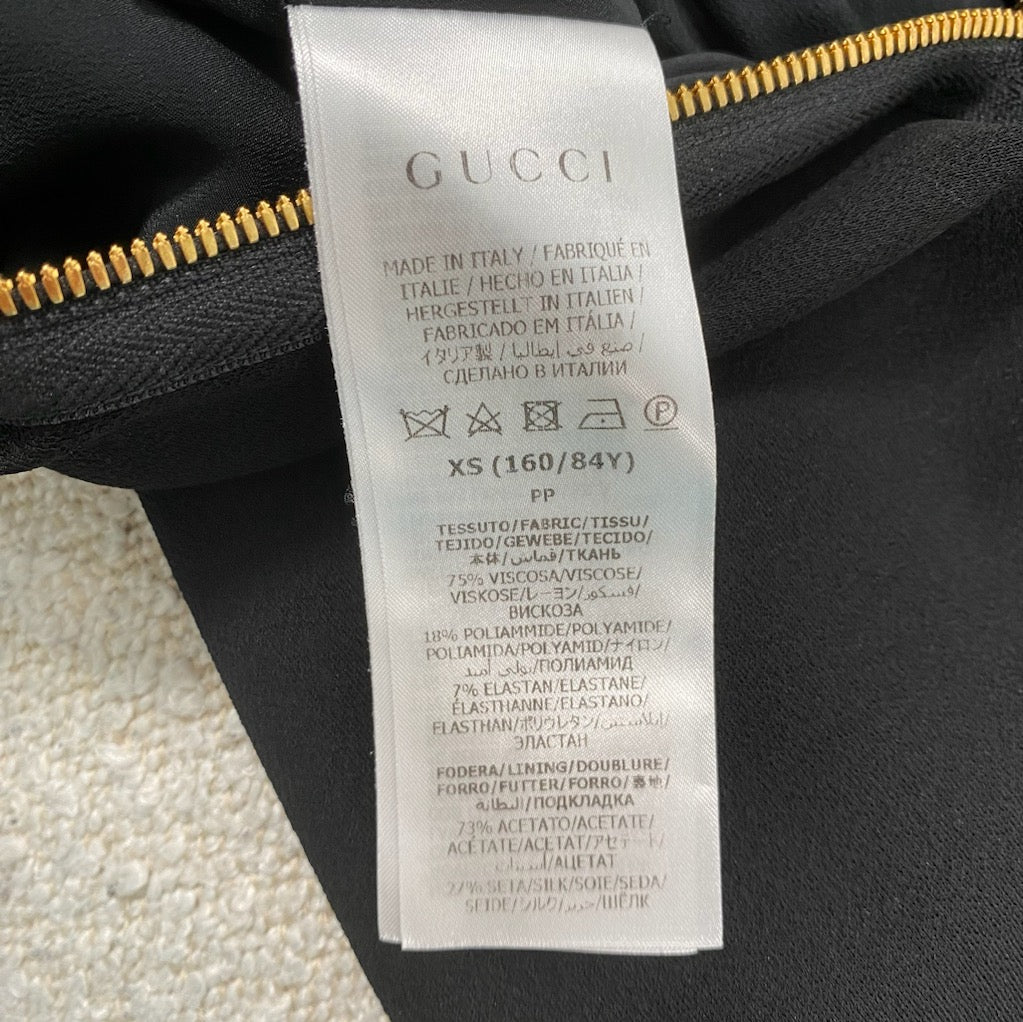 GUCCI
MADE IN ITALY / FABRIQUÉ EN
ITALIE / HECHO EN ITALIA /
HERGESTELLT IN ITALIEN /
FABRICADO EM ITÁLIA /
イタリア製 / صنع في إيطاليا /
СДЕЛАНО В ИТАЛИИ
P
XS (160/84Y)
PP
TESSUTO/FABRIC/TISSU/
TEJIDO/GEWEBE/TECIDO/
本体/قماس/ТКАНЬ
75% VISCOSA/VISCOSE/
VISKOSE/レーヨン/فسكوز/
ВИСКОЗА
18% POLIAMMIDE/POLYAMIDE/
POLIAMIDA/POLYAMID/ナイロン/
بولي أميد/ПОЛИАМИД
7% ELASTAN/ELASTANE/
ÉLASTHANNE/ELASTANO/
ELASTHAN/ポリウレタン/إيلاستين/
ЭЛАСТАН
FODERA/LINING/DOUBLURE/
FORRO/FUTTER/FORRO/裏地/
البطانة/ПОДКЛАДКА
73% ACETATO/ACETATE/
ACÉTATE/ACETAT/アセテート/
/АЦЕТАТ
27% SETA/SILK/SOIE/SEDA/
SEIDE/シルク/حرير/ШЁЛК